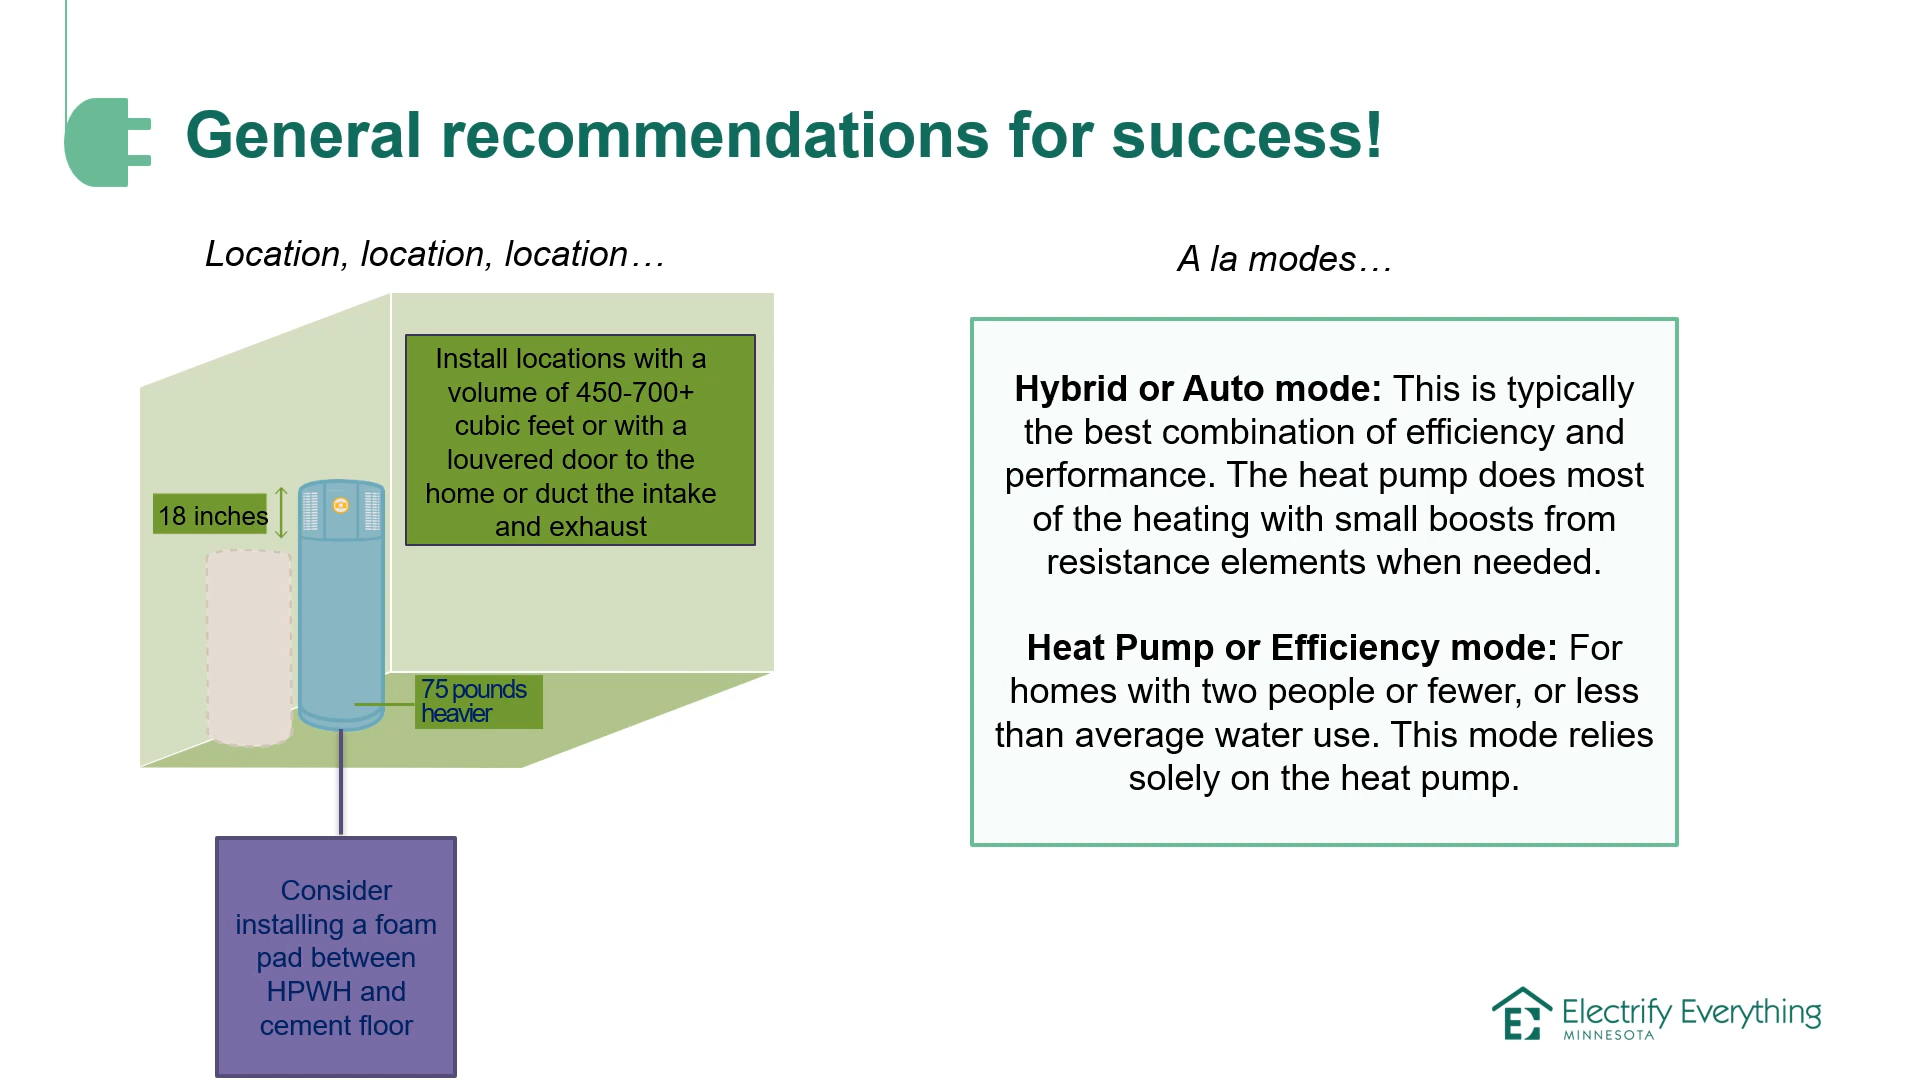 General recommendations for success!
Location, location, location…
Install locations with a
volume of 450-700+
cubic feet or with a
louvered door to the
home or duct the intake
and exhaust
18 inches
75 pounds
heavier
Consider
installing a foam
pad between
HPWH and
cement floor
A la modes…
Hybrid or Auto mode: This is typically
the best combination of efficiency and
performance. The heat pump does most
of the heating with small boosts from
resistance elements when needed.
Heat Pump or Efficiency mode: For
homes with two people or fewer, or less
than average water use. This mode relies
solely on the heat pump.
Electrify Everything
MINNESOTA